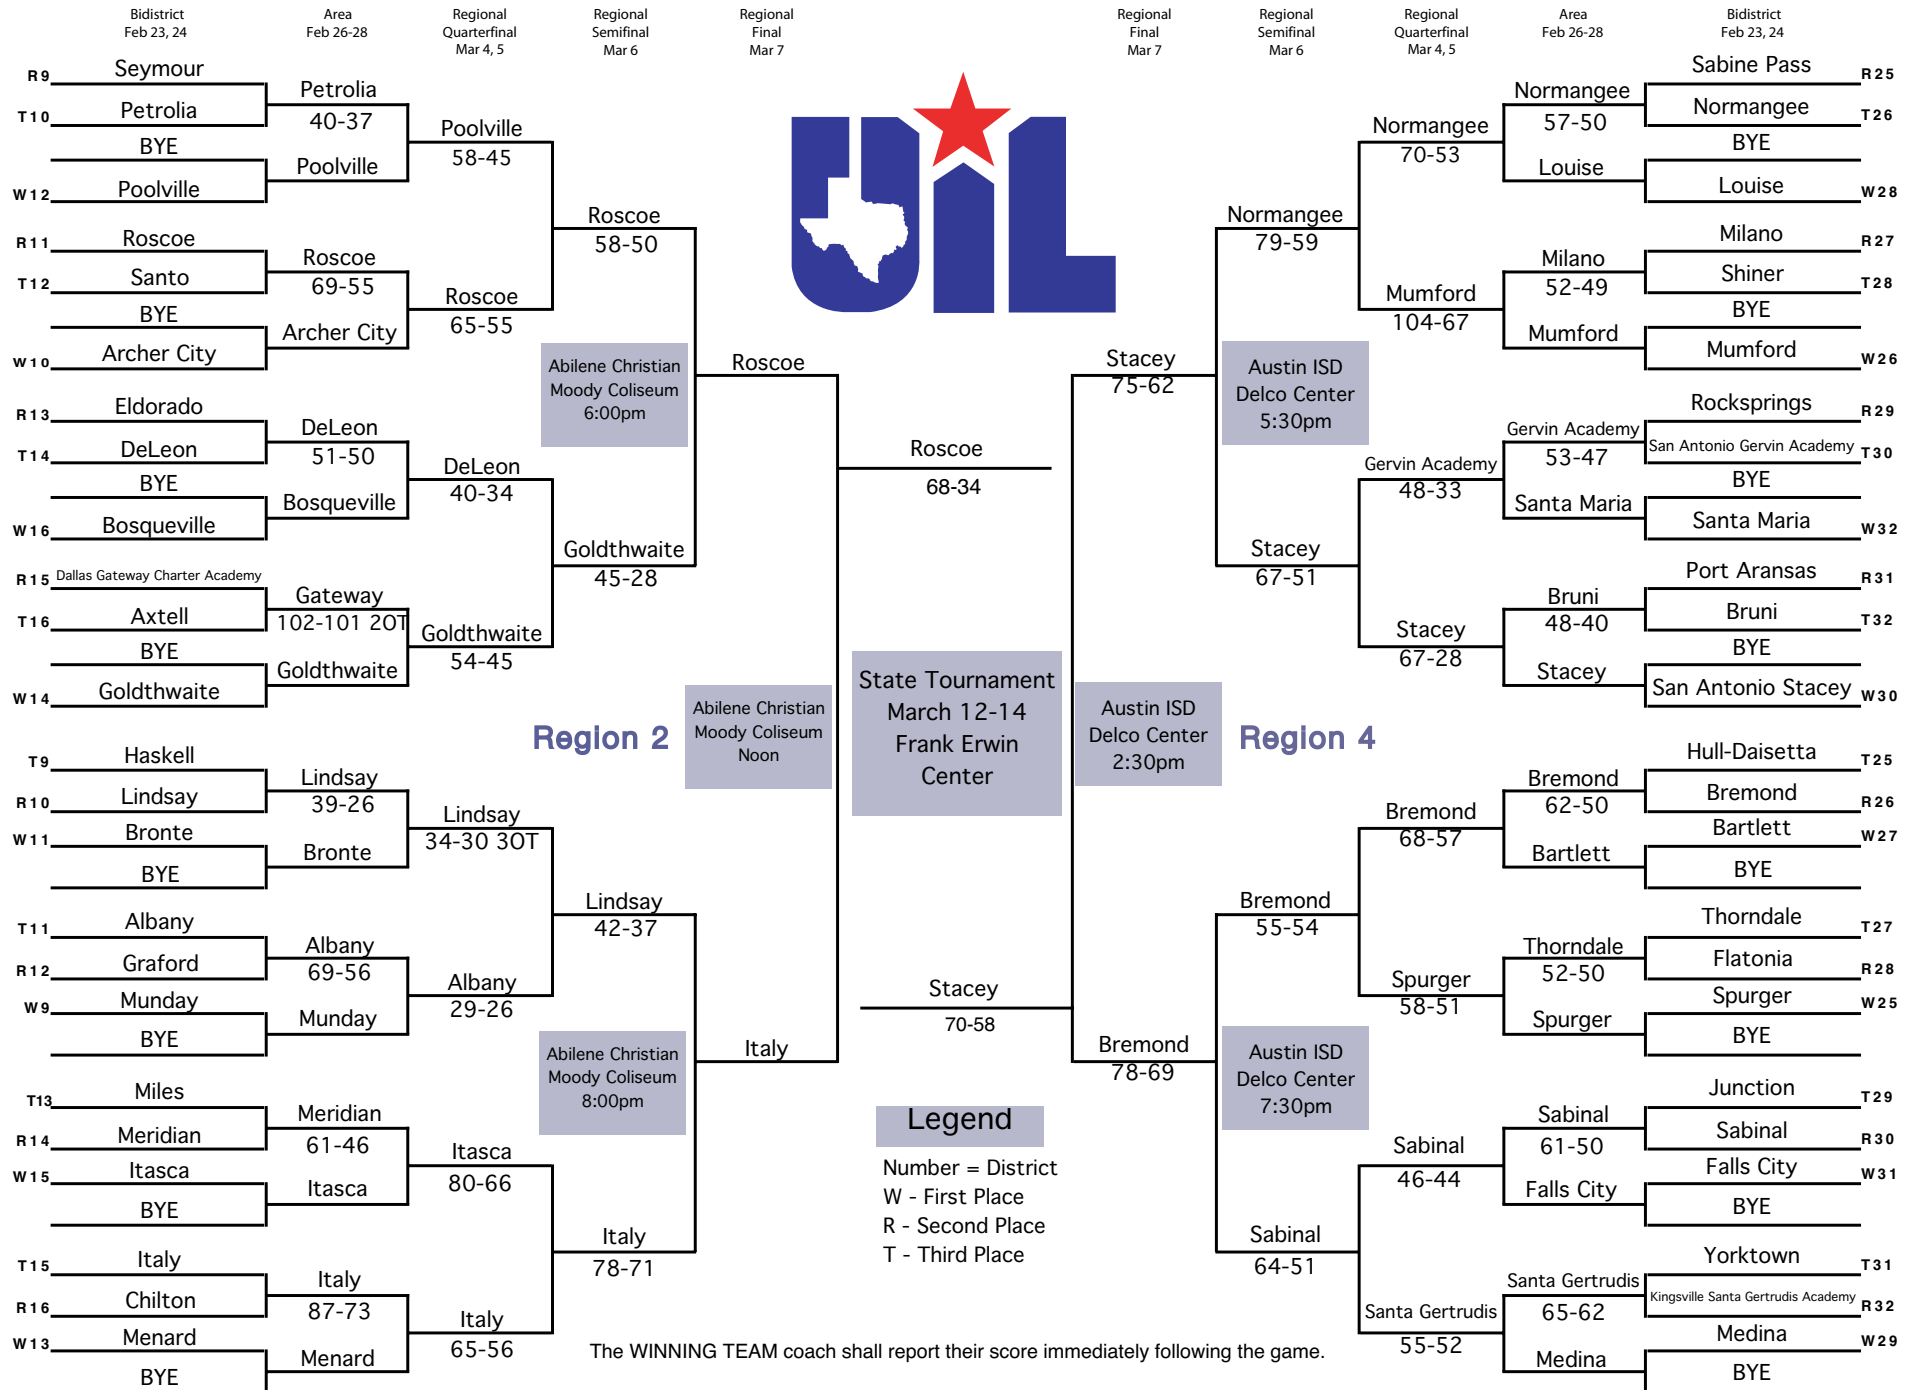 Bidistrict
Feb 23, 24
Area
Feb 26-28
Regional
Quarterfinal
Mar 4, 5
Regional
Semifinal
Mar 6
Regional
Final
Mar 7
Regional
Final
Mar 7
Regional
Semifinal
Mar 6
Regional
Quarterfinal
Mar 4, 5
Area
Feb 26-28
Bidistrict
Feb 23, 24
R9 Seymour
T10 Petrolia
BYE
W12 Poolville
R11 Roscoe
T12 Santo
BYE
W10 Archer City
R13 Eldorado
T14 DeLeon
BYE
W16 Bosqueville
R15 Dallas Gateway Charter Academy
T16 Axtell
BYE
W14 Goldthwaite
T9 Haskell
R10 Lindsay
W11 Bronte
BYE
T11 Albany
R12 Graford
W9 Munday
BYE
T13 Miles
R14 Meridian
W15 Itasca
BYE
T15 Italy
R16 Chilton
W13 Menard
BYE
Petrolia
40-37
Poolville
Roscoe
69-55
Archer City
DeLeon
51-50
Bosqueville
Gateway
102-101 2OT
Goldthwaite
Lindsay
39-26
Bronte
Albany
69-56
Munday
Meridian
61-46
Itasca
Italy
87-73
Menard
Poolville
58-45
Roscoe
65-55
DeLeon
40-34
Goldthwaite
54-45
Lindsay
34-30 3OT
Albany
29-26
Itasca
80-66
Italy
65-56
Roscoe
58-50
Abilene Christian
Moody Coliseum
6:00pm
Goldthwaite
45-28
Region 2
Lindsay
42-37
Abilene Christian
Moody Coliseum
8:00pm
Italy
78-71
Roscoe
Abilene Christian
Moody Coliseum
Noon
Italy
UIL
Roscoe
68-34
State Tournament
March 12-14
Frank Erwin
Center
Stacey
70-58
Legend
Number = District
W - First Place
R - Second Place
T - Third Place
The WINNING TEAM coach shall report their score immediately following the game.
Stacey
75-62
Austin ISD
Delco Center
2:30pm
Bremond
78-69
Normangee
79-59
Austin ISD
Delco Center
5:30pm
Stacey
67-51
Region 4
Bremond
55-54
Austin ISD
Delco Center
7:30pm
Sabinal
64-51
Normangee
70-53
Mumford
104-67
Gervin Academy
48-33
Stacey
67-28
Bremond
68-57
Spurger
58-51
Sabinal
46-44
Santa Gertrudis
55-52
Normangee
57-50
Louise
Milano
52-49
Mumford
Gervin Academy
53-47
Santa Maria
Bruni
48-40
Stacey
Bremond
62-50
Bartlett
Thorndale
52-50
Spurger
Sabinal
61-50
Falls City
Santa Gertrudis
65-62
Medina
Sabine Pass R25
Normangee T26
BYE
Louise W28
Milano R27
Shiner T28
BYE
Mumford W26
Rocksprings R29
San Antonio Gervin Academy T30
BYE
Santa Maria W32
Port Aransas R31
Bruni T32
BYE
San Antonio Stacey W30
Hull-Daisetta T25
Bremond R26
Bartlett W27
BYE
Thorndale T27
Flatonia R28
Spurger W25
BYE
Junction T29
Sabinal R30
Falls City W31
BYE
Yorktown T31
Kingsville Santa Gertrudis Academy R32
Medina W29
BYE